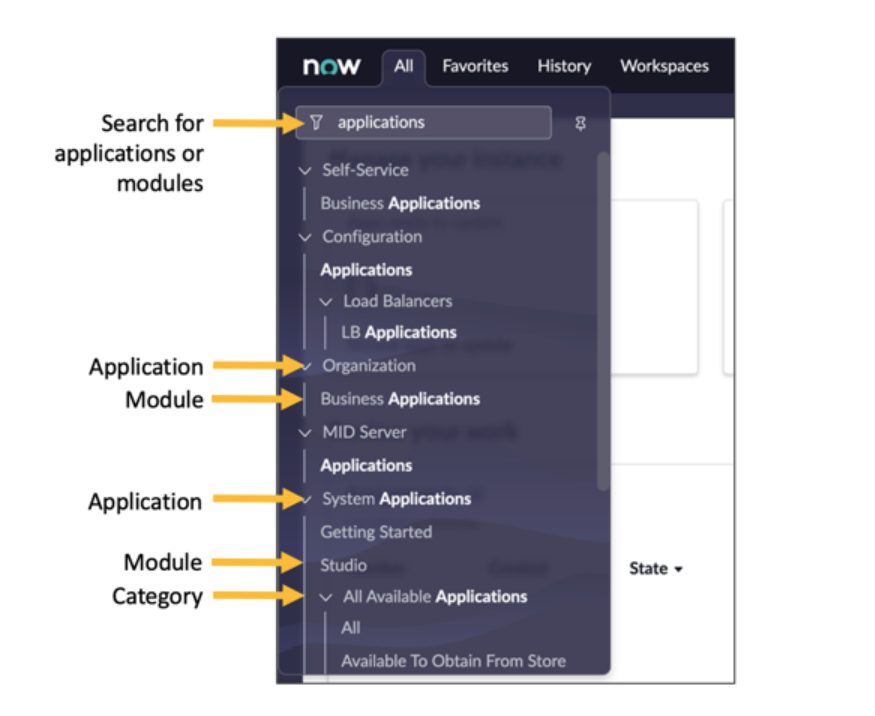 now All Favorites History Workspaces
Search for
applications or
modules
applications
Self-Service
Business Applications
Configuration
Applications
Load Balancers
LB Applications
Application
Organization
Module
Business Applications
MID Server
Applications
Application
System Applications
Getting Started
Module
Studio
State
Category
All Available Applications
All
Available To Obtain From Store